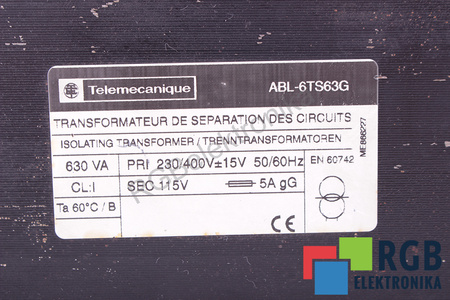 Telemecanique ABL-6TS63G
TRANSFORMATEUR DE SEPARATION DES CIRCUITS
ISOLATING TRANSFORMER / TRENNTRANSFORMATOREN
630 VA PRI 230/400V±15V 50/60Hz EN 60742
CL:I SEC 115V 5A gG
Ta 60°C / B
CE
RGB
ELEKTRONIKA